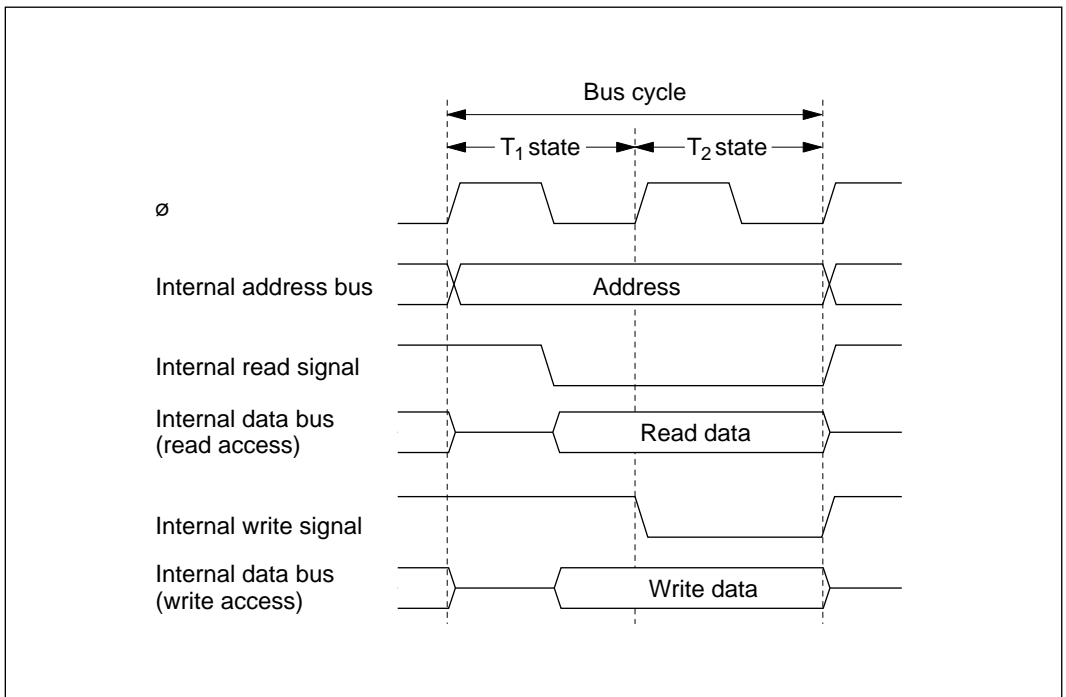 Bus cycle
T1 state
T2 state
ø
Internal address bus
Address
Internal read signal
Internal data bus
(read access)
Read data
Internal write signal
Internal data bus
(write access)
Write data